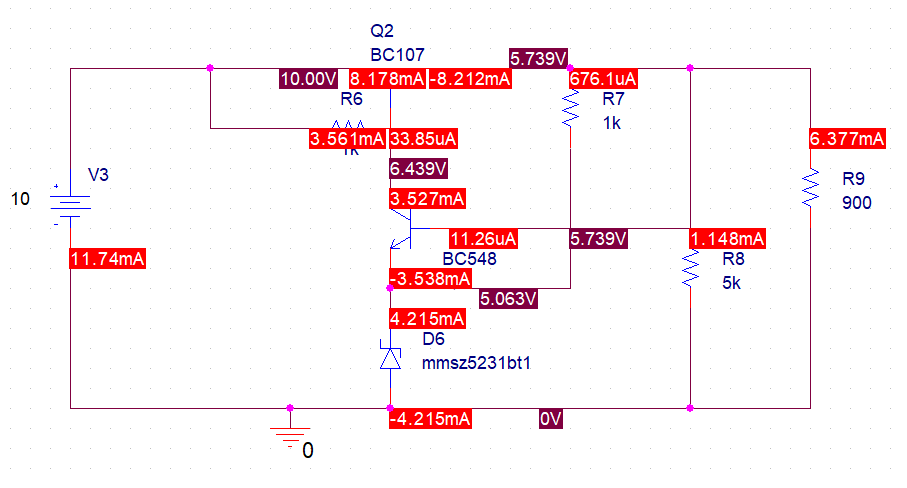 Q2
BC107
5.739V
10.00V
8.178mA
-8.212mA
676.1uA
R6
R7
1k
3.561mA
33.85uA
6.377mA
1k
6.439V
V3
R9
10
3.527mA
900
11.26uA
5.739V
1.148mA
11.74mA
BC548
R8
-3.538mA
5k
5.063V
4.215mA
D6
mmsz5231bt1
-4.215mA
0V
0